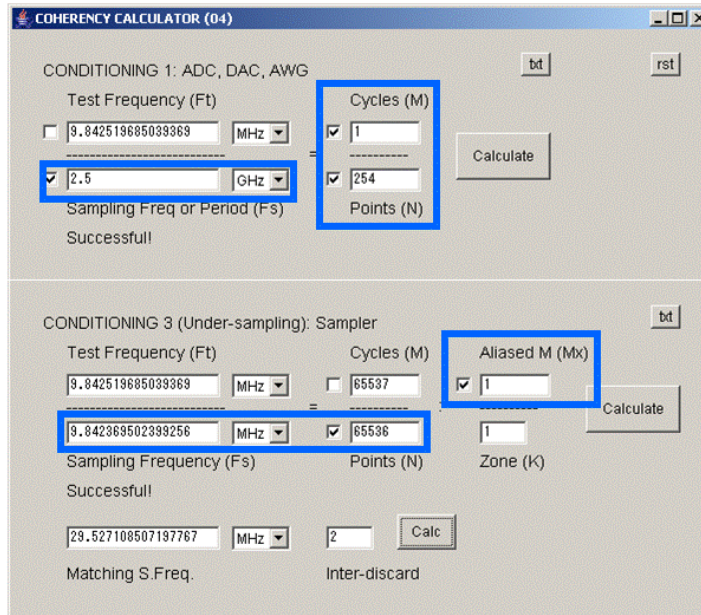 COHERENCY CALCULATOR (04)
CONDITIONING 1: ADC, DAC, AWG
txt
rst
Test Frequency (Ft)
Cycles (M)
9.842519685039369
MHz
1
---------------------------
=
----------
Calculate
2.5
GHz
254
Sampling Freq or Period (Fs)
Points (N)
Successful!
CONDITIONING 3 (Under-sampling): Sampler
txt
Test Frequency (Ft)
Cycles (M)
Aliased M (Mx)
9.842519685039369
MHz
65537
1
---------------------------
=
----------
:
----------
Calculate
9.842369502399256
MHz
65536
1
Sampling Frequency (Fs)
Points (N)
Zone (K)
Successful!
29.527108507197767
MHz
2
Calc
Matching S.Freq.
Inter-discard